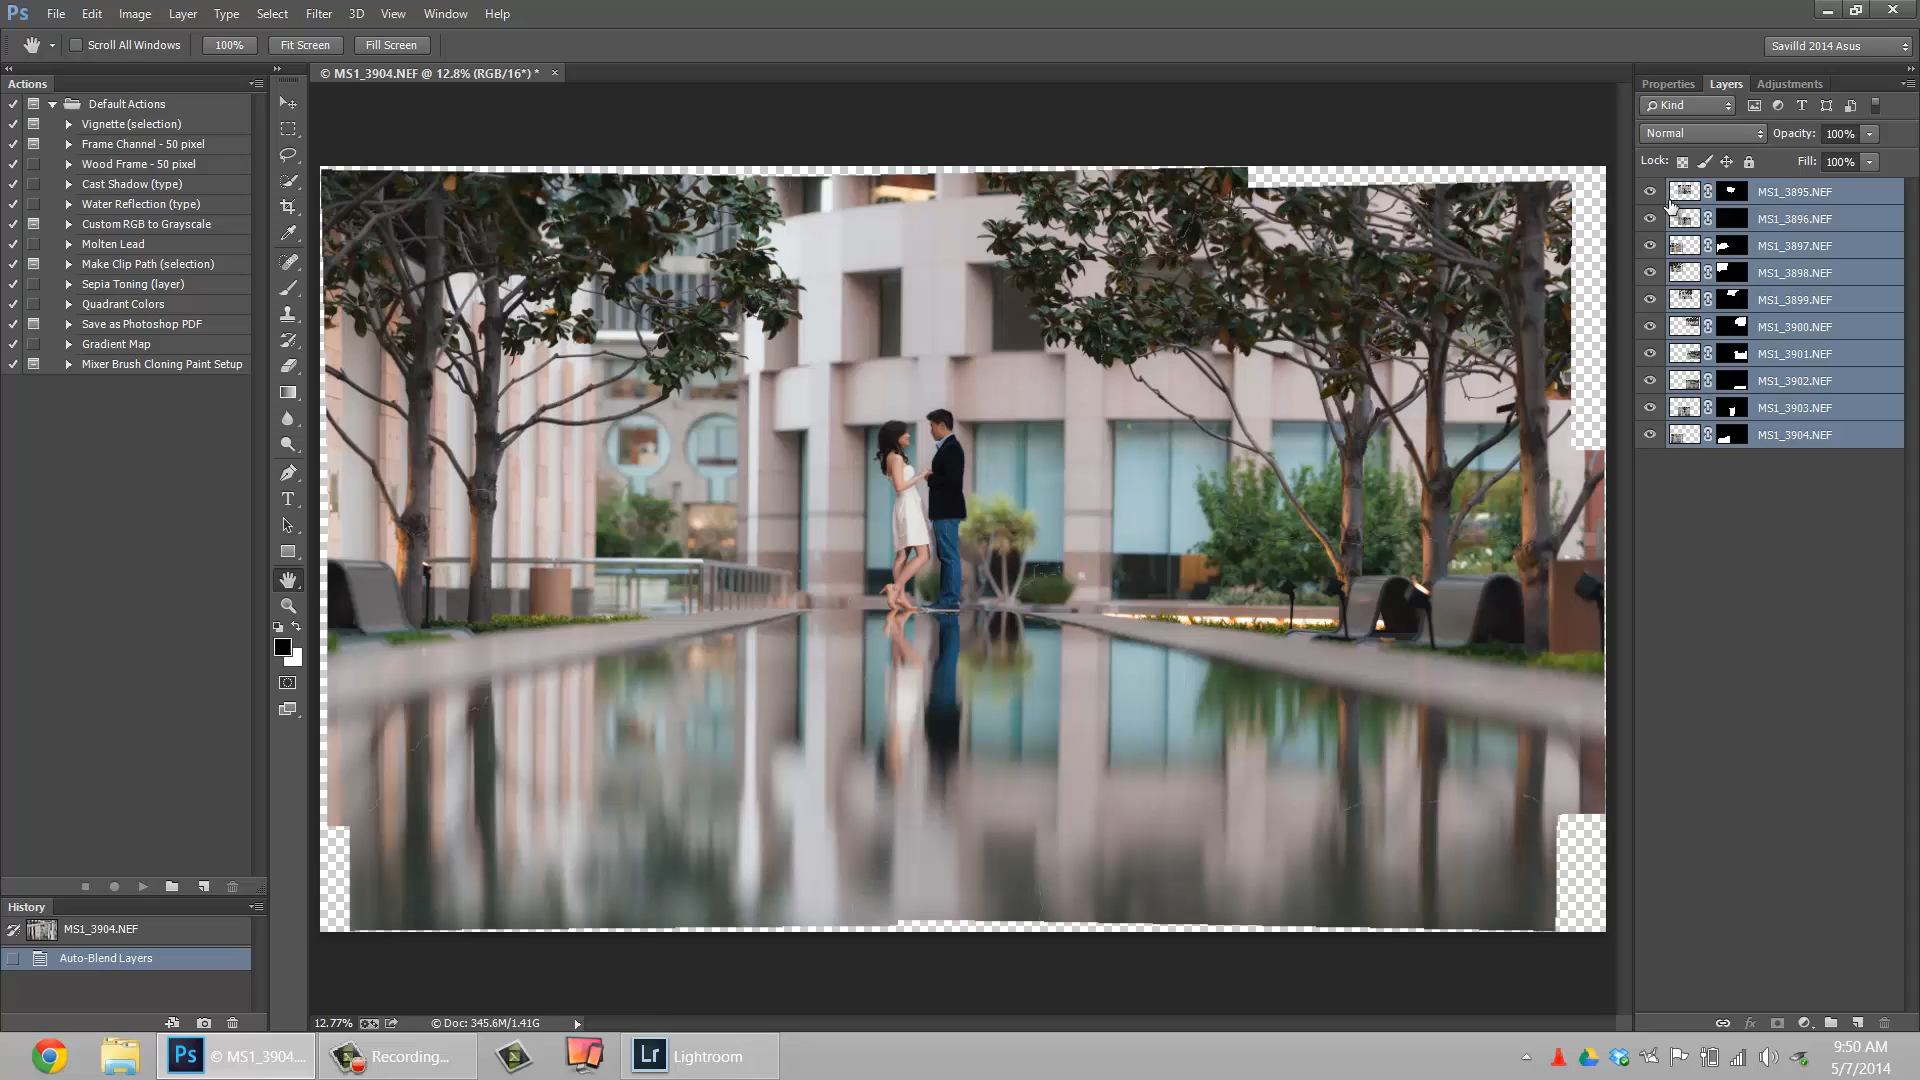 Ps File Edit Image Layer Type Select Filter 3D View Window Help
Scroll All Windows 100% Fit Screen Fill Screen Savilld 2014 Asus
Actions
Default Actions
Vignette (selection)
Frame Channel - 50 pixel
Wood Frame - 50 pixel
Cast Shadow (type)
Water Reflection (type)
Custom RGB to Grayscale
Molten Lead
Make Clip Path (selection)
Sepia Toning (layer)
Quadrant Colors
Save as Photoshop PDF
Gradient Map
Mixer Brush Cloning Paint Setup
History
MS1_3904.NEF
Auto-Blend Layers
© MS1_3904.NEF @ 12.8% (RGB/16*) * ×
12.77% © Doc: 345.6M/1.41G
Properties Layers Adjustments
Kind
Normal Opacity: 100%
Lock: Fill: 100%
MS1_3895.NEF
MS1_3896.NEF
MS1_3897.NEF
MS1_3898.NEF
MS1_3899.NEF
MS1_3900.NEF
MS1_3901.NEF
MS1_3902.NEF
MS1_3903.NEF
MS1_3904.NEF
fx
Ps © MS1_3904.... Recording... Lr Lightroom
9:50 AM
5/7/2014